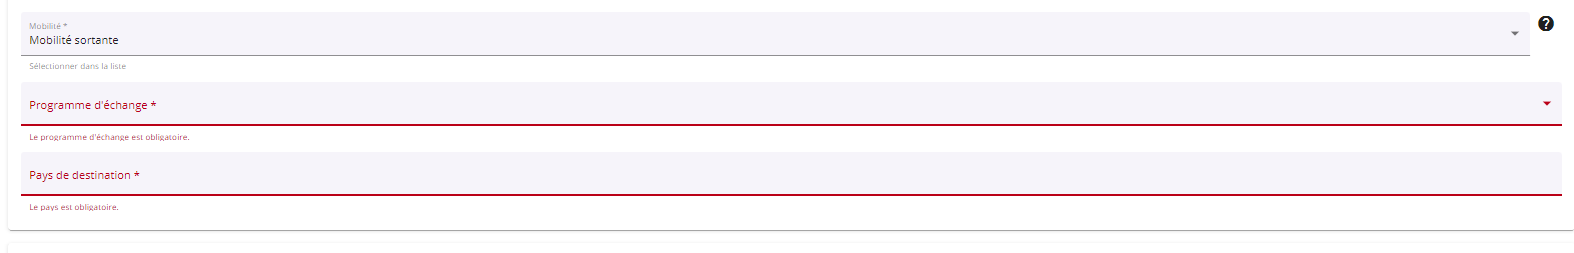 Mobilité *
Mobilité sortante
Sélectionner dans la liste
Programme d'échange *
Le programme d'échange est obligatoire.
Pays de destination *
Le pays est obligatoire.